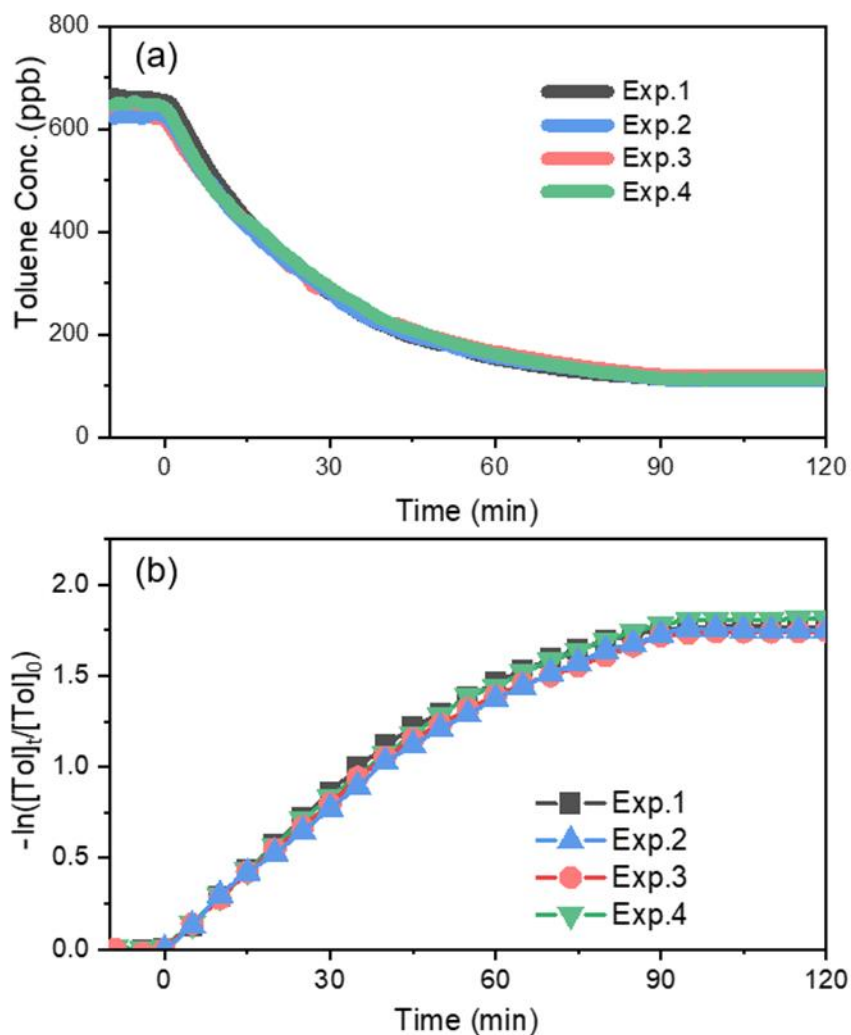 (a)
Exp.1
Exp.2
Exp.3
Exp.4
Toluene Conc.(ppb)
800
600
400
200
0
0 30 60 90 120
Time (min)
(b)
-ln([Tol]t/[Tol]0)
2.0
1.5
1.0
0.5
0.0
Exp.1
Exp.2
Exp.3
Exp.4
0 30 60 90 120
Time (min)